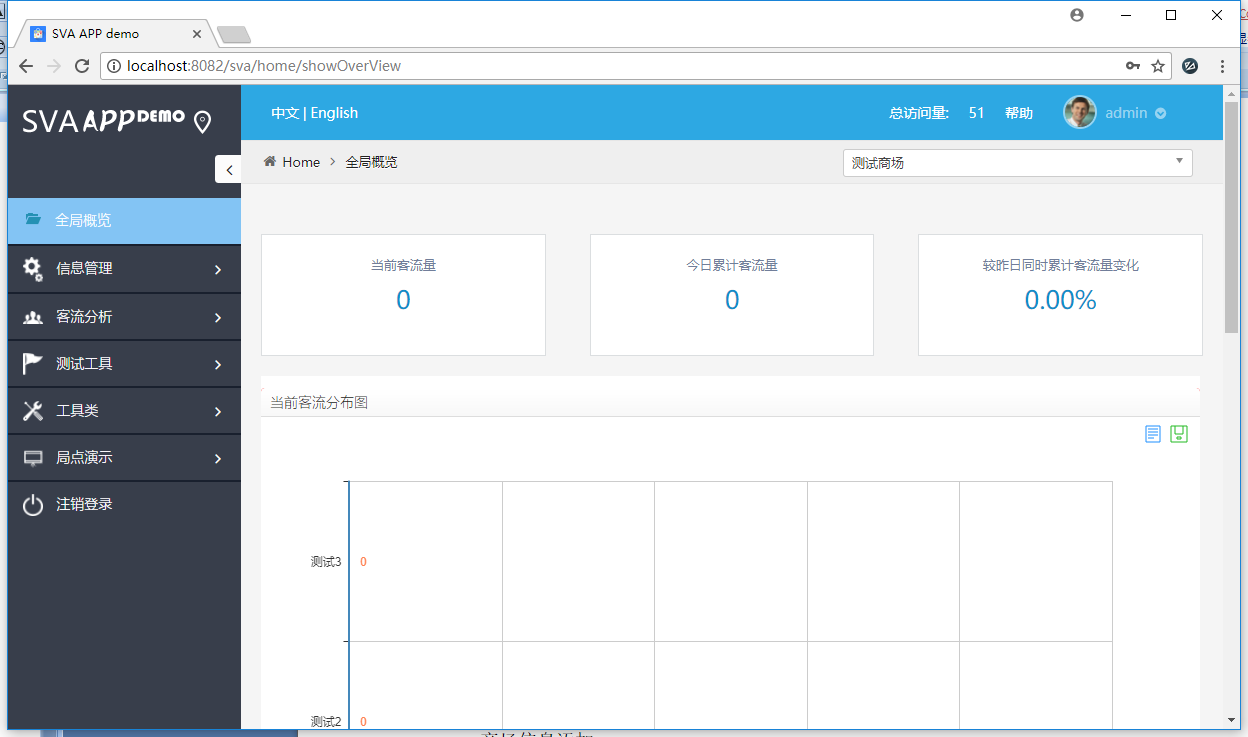 SVA APP demo
localhost:8082/sva/home/showOverView
SVA APP DEMO
中文 | English
总访问量: 51 帮助 admin
Home 全局概览
测试商场
全局概览
信息管理
客流分析
测试工具
工具类
局点演示
注销登录
当前客流量
0
今日累计客流量
0
较昨日同时累计客流量变化
0.00%
当前客流分布图
测试3 0
测试2 0